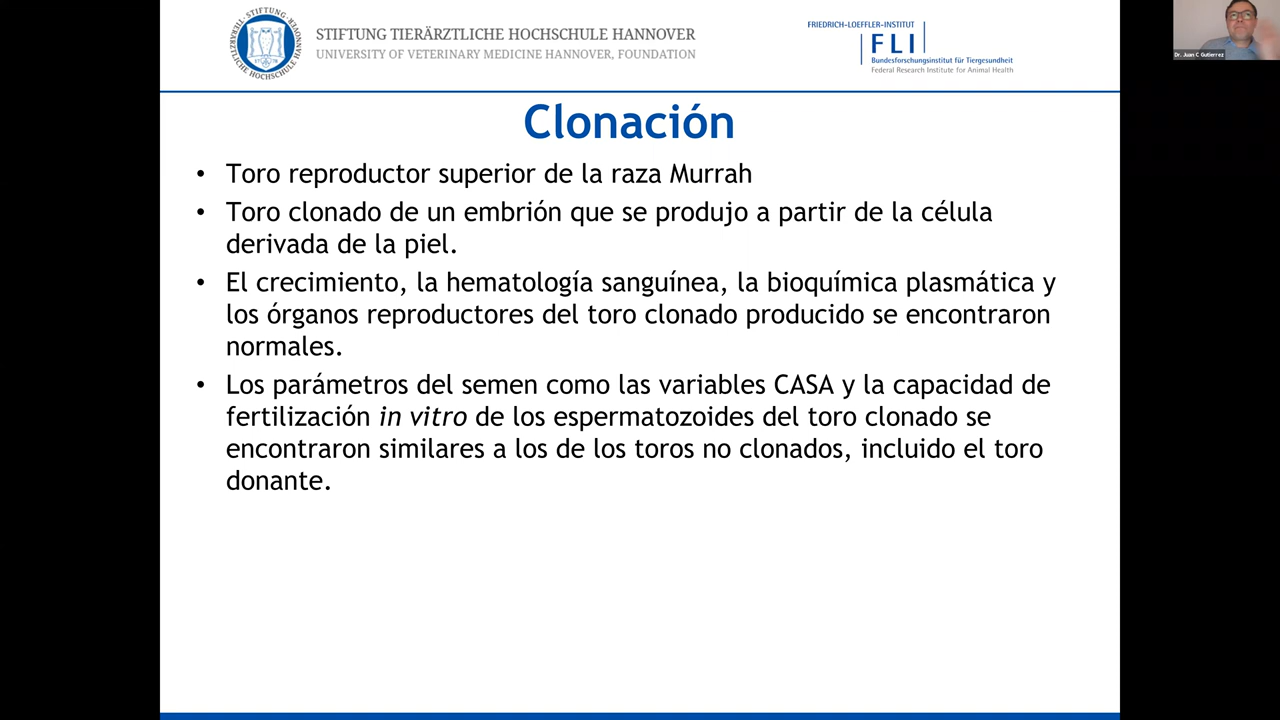 STIFTUNG TIERÄRZTLICHE HOCHSCHULE HANNOVER
UNIVERSITY OF VETERINARY MEDICINE HANNOVER, FOUNDATION
FRIEDRICH-LOEFFLER-INSTITUT
FLI
Bundesforschungsinstitut für Tiergesundheit
Federal Research Institute for Animal Health
Dr. Juan C Gutierrez
Clonación
• Toro reproductor superior de la raza Murrah
• Toro clonado de un embrión que se produjo a partir de la célula
derivada de la piel.
• El crecimiento, la hematología sanguínea, la bioquímica plasmática y
los órganos reproductores del toro clonado producido se encontraron
normales.
• Los parámetros del semen como las variables CASA y la capacidad de
fertilización in vitro de los espermatozoides del toro clonado se
encontraron similares a los de los toros no clonados, incluido el toro
donante.